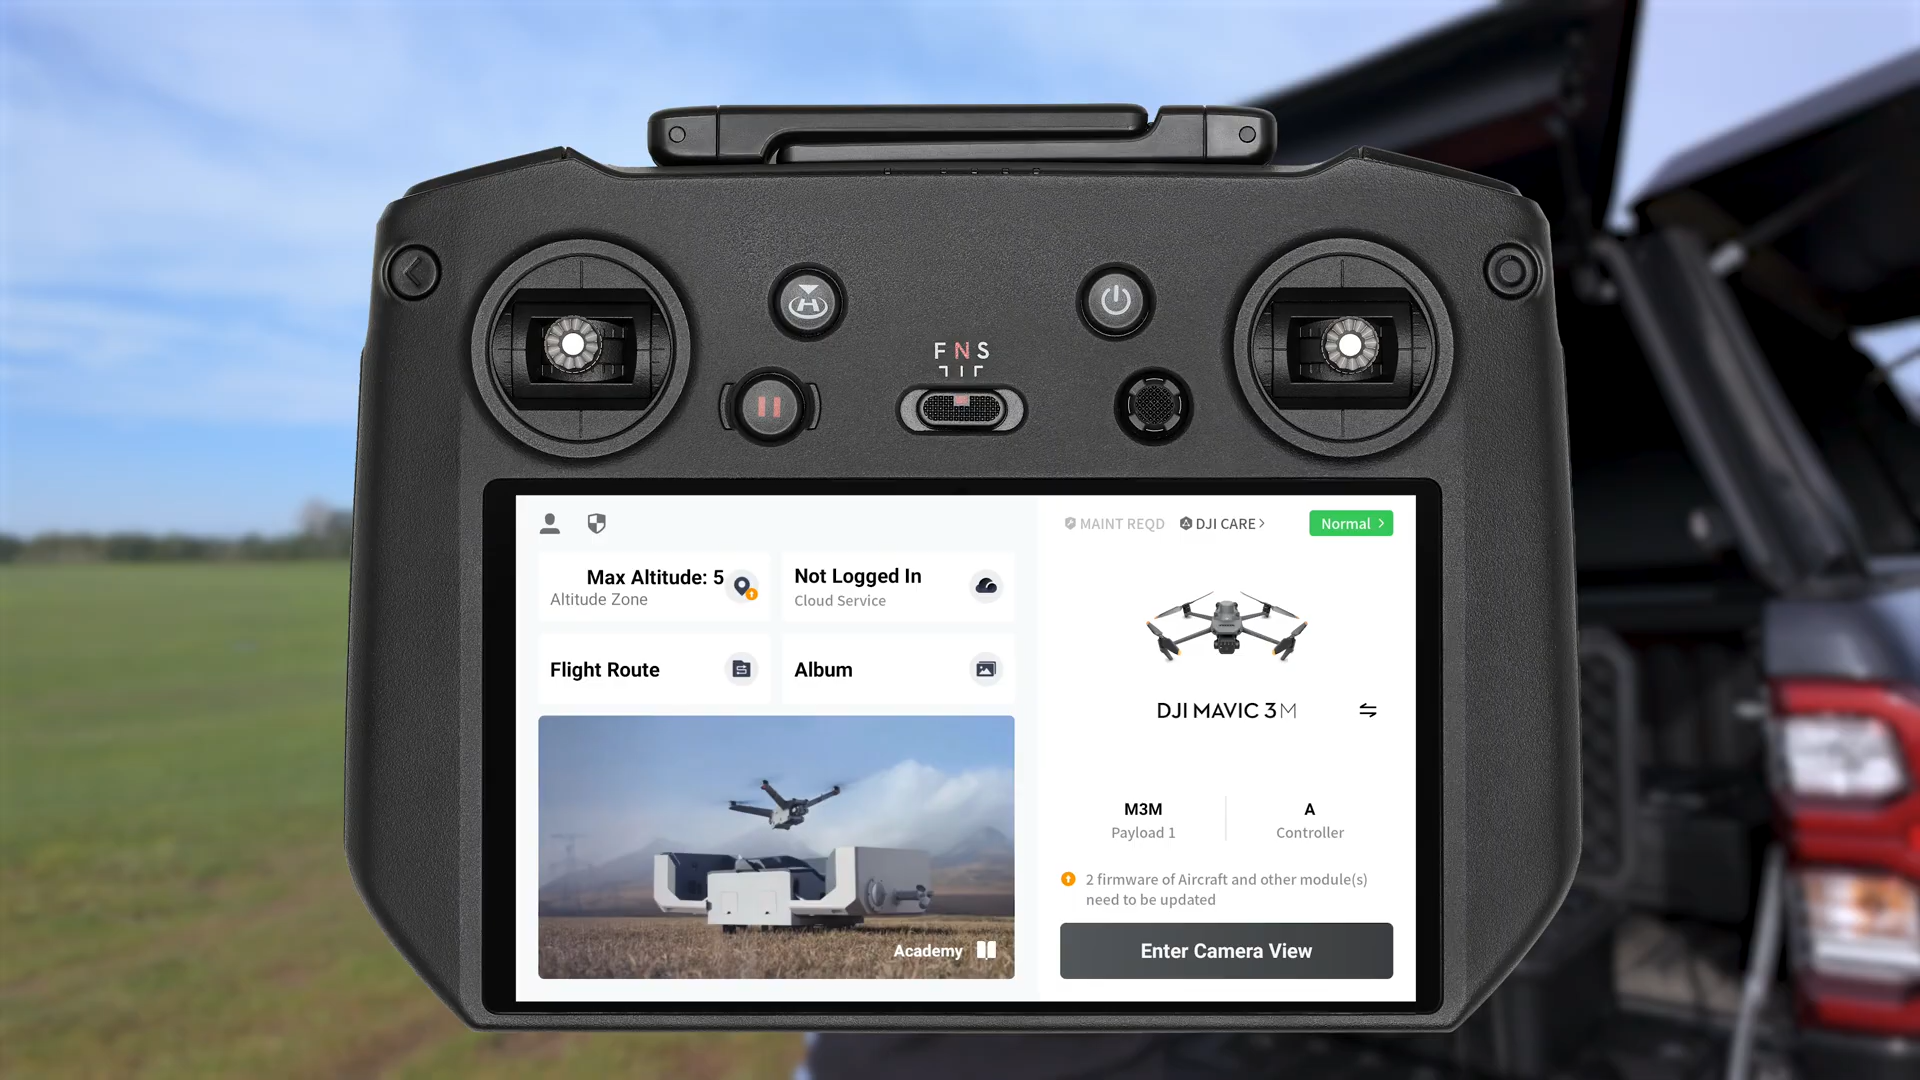 F N S
MAINT REQD
DJI CARE
Normal
Max Altitude: 5
Altitude Zone
Not Logged In
Cloud Service
Flight Route
Album
DJI MAVIC 3M
M3M
Payload 1
A
Controller
2 firmware of Aircraft and other module(s)
need to be updated
Academy
Enter Camera View